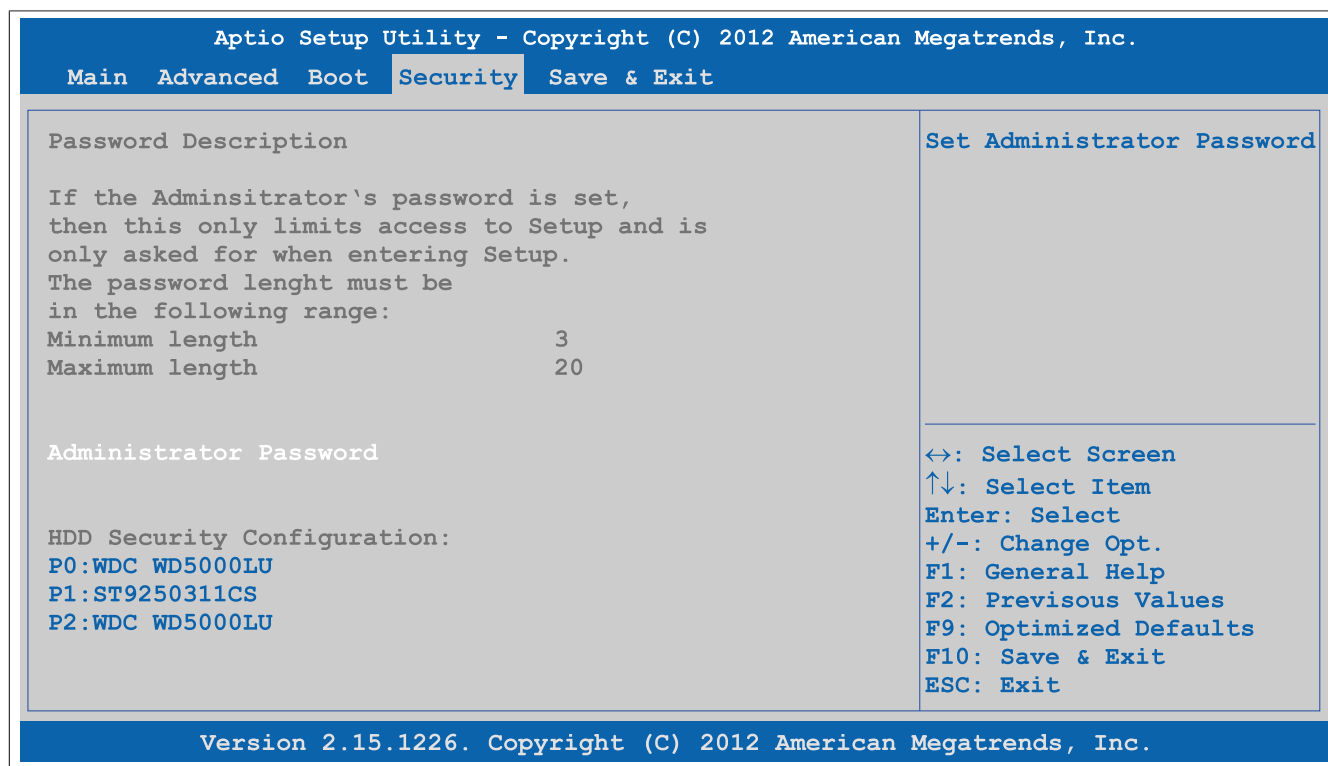 Aptio Setup Utility - Copyright (C) 2012 American Megatrends, Inc.
Main Advanced Boot Security Save & Exit
Password Description
If the Adminsitrator`s password is set,
then this only limits access to Setup and is
only asked for when entering Setup.
The password lenght must be
in the following range:
Minimum length 3
Maximum length 20
Administrator Password
HDD Security Configuration:
P0:WDC WD5000LU
P1:ST9250311CS
P2:WDC WD5000LU
Set Administrator Password
↔: Select Screen
↑↓: Select Item
Enter: Select
+/-: Change Opt.
F1: General Help
F2: Previsous Values
F9: Optimized Defaults
F10: Save & Exit
ESC: Exit
Version 2.15.1226. Copyright (C) 2012 American Megatrends, Inc.